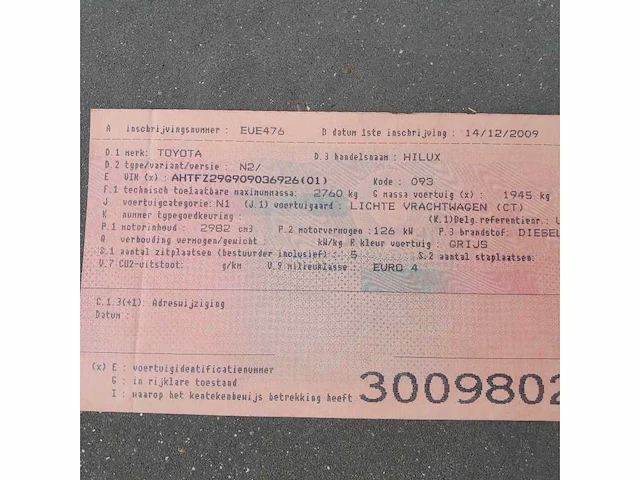 A inschrijvingsnummer : EUE476 B datum 1ste inschrijving : 14/12/2009
D.1 merk: TOYOTA D.3 handelsnaam : HILUX
D.2 type/variant/versie : N2/
E VIN (x) : AHTFZ29G909036926(01) Kode : 093
F.1 technisch toelaatbare maximummassa: 2760 kg G massa voertuig (x) : 1945 kg
J voertuigcategorie: N1 (J.1) voertuigaard : LICHTE VRACHTWAGEN (CT)
K nummer typegoedkeuring : (K.1) Belg.referentienr.:
P.1 motorinhoud : 2982 cm3 P.2 motorvermogen :126 kW P.3 brandstof: DIESEL
Q verhouding vermogen/gewicht : kW/kg R kleur voertuig : GRIJS
S.1 aantal zitplaatsen (bestuurder inclusief) : 5 S.2 aantal staplaatsen:
V.7 CO2-uitstoot: g/km V.9 milieuklasse : EURO 4
C.1.3(+1): Adreswijziging
Datum :
(x) E : voertuigidentificatienummer
G : in rijklare toestand
I : waarop het kentekenbewijs betrekking heeft
3009802